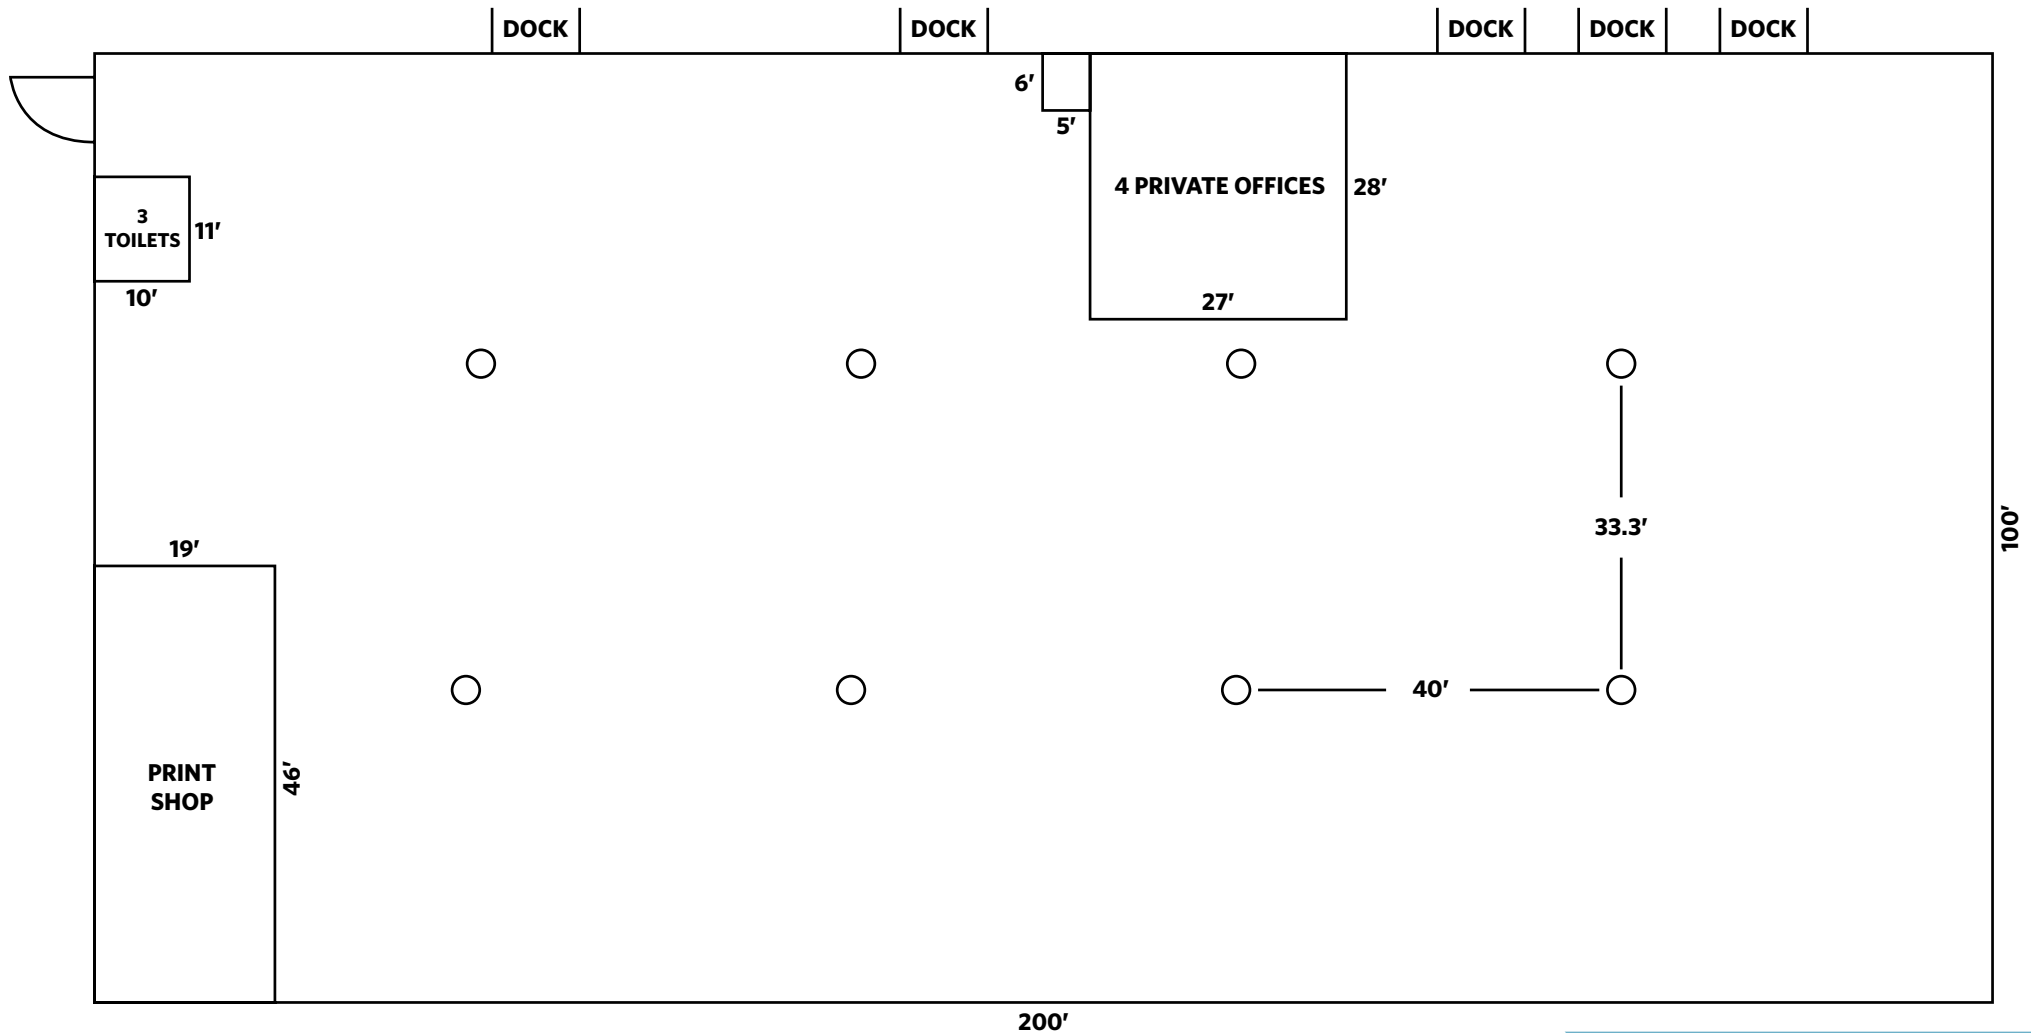 DOCK
DOCK
DOCK
DOCK
DOCK
6′
5′
4 PRIVATE OFFICES
28′
27′
3
TOILETS
11′
10′
33.3′
100′
19′
40′
PRINT
SHOP
46′
200′